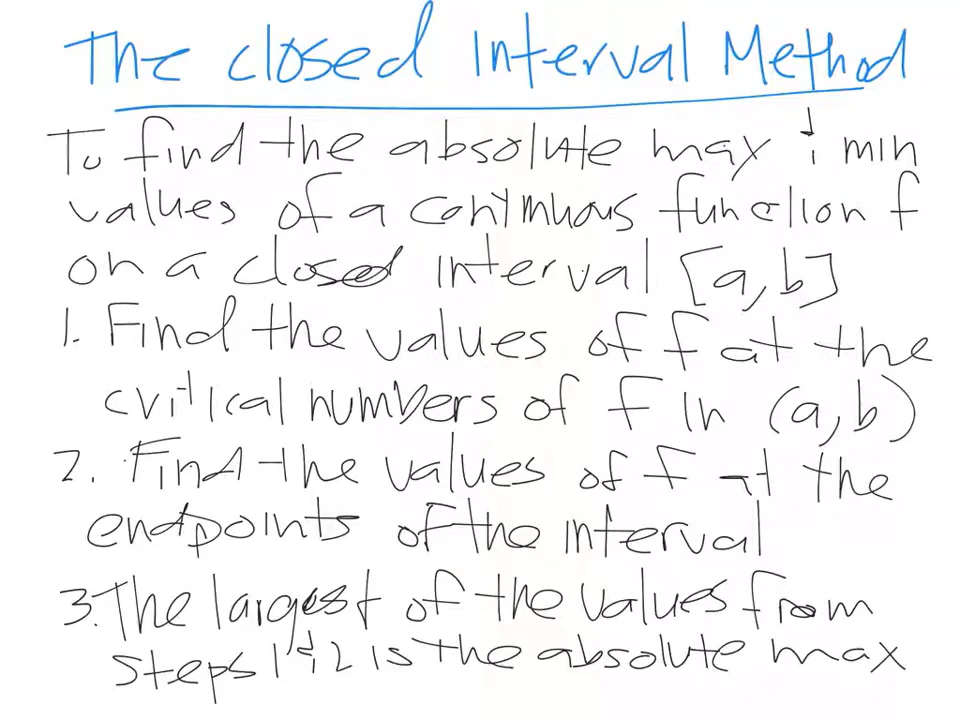 The Closed Interval Method
To find the absolute max & min
values of a continuous function f
on a closed interval [a,b]
1. Find the values of f at the
critical numbers of f in (a,b)
2. Find the values of f at the
endpoints of the interval
3. The largest of the values from
steps 1 & 2 is the absolute max